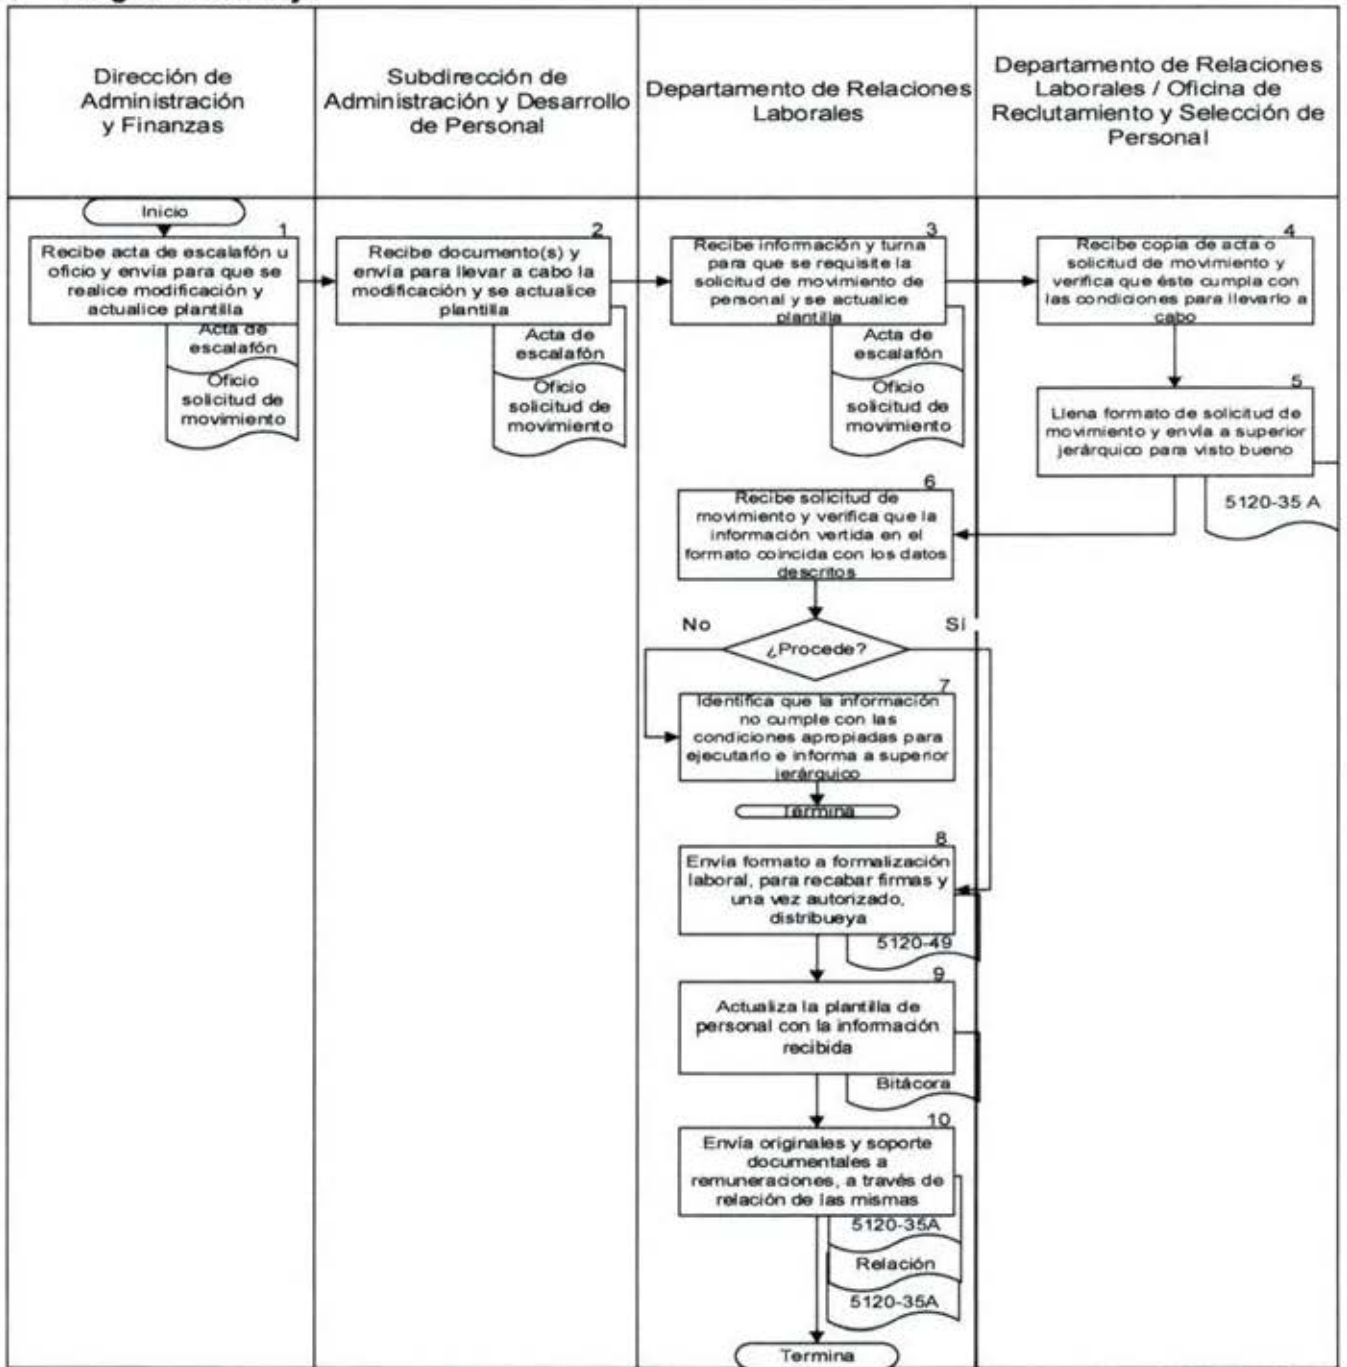 Dirección de
Administración
y Finanzas
Subdirección de
Administración y Desarrollo
de Personal
Departamento de Relaciones
Laborales
Departamento de Relaciones
Laborales / Oficina de
Reclutamiento y Selección de
Personal
Inicio
1
Recibe acta de escalafón u
oficio y envía para que se
realice modificación y
actualice plantilla
Acta de
escalafón
Oficio
solicitud de
movimiento
2
Recibe documento(s) y
envía para llevar a cabo la
modificación y se actualice
plantilla
Acta de
escalafón
Oficio
solicitud de
movimiento
3
Recibe información y turna
para que se requisite la
solicitud de movimiento de
personal y se actualice
plantilla
Acta de
escalafón
Oficio
solicitud de
movimiento
4
Recibe copia de acta o
solicitud de movimiento y
verifica que éste cumpla con
las condiciones para llevarlo a
cabo
5
Llena formato de solicitud de
movimiento y envía a superior
jerárquico para visto bueno
5120-35 A
6
Recibe solicitud de
movimiento y verifica que la
información vertida en el
formato coincida con los datos
descritos
No
Sí
¿Procede?
7
Identifica que la información
no cumple con las
condiciones apropiadas para
ejecutarlo e informa a superior
jerárquico
Termina
8
Envía formato a formalización
laboral, para recabar firmas y
una vez autorizado,
distribueya
5120-49
9
Actualiza la plantilla de
personal con la información
recibida
Bitácora
10
Envía originales y soporte
documentales a
remuneraciones, a través de
relación de las mismas
5120-35A
Relación
5120-35A
Termina